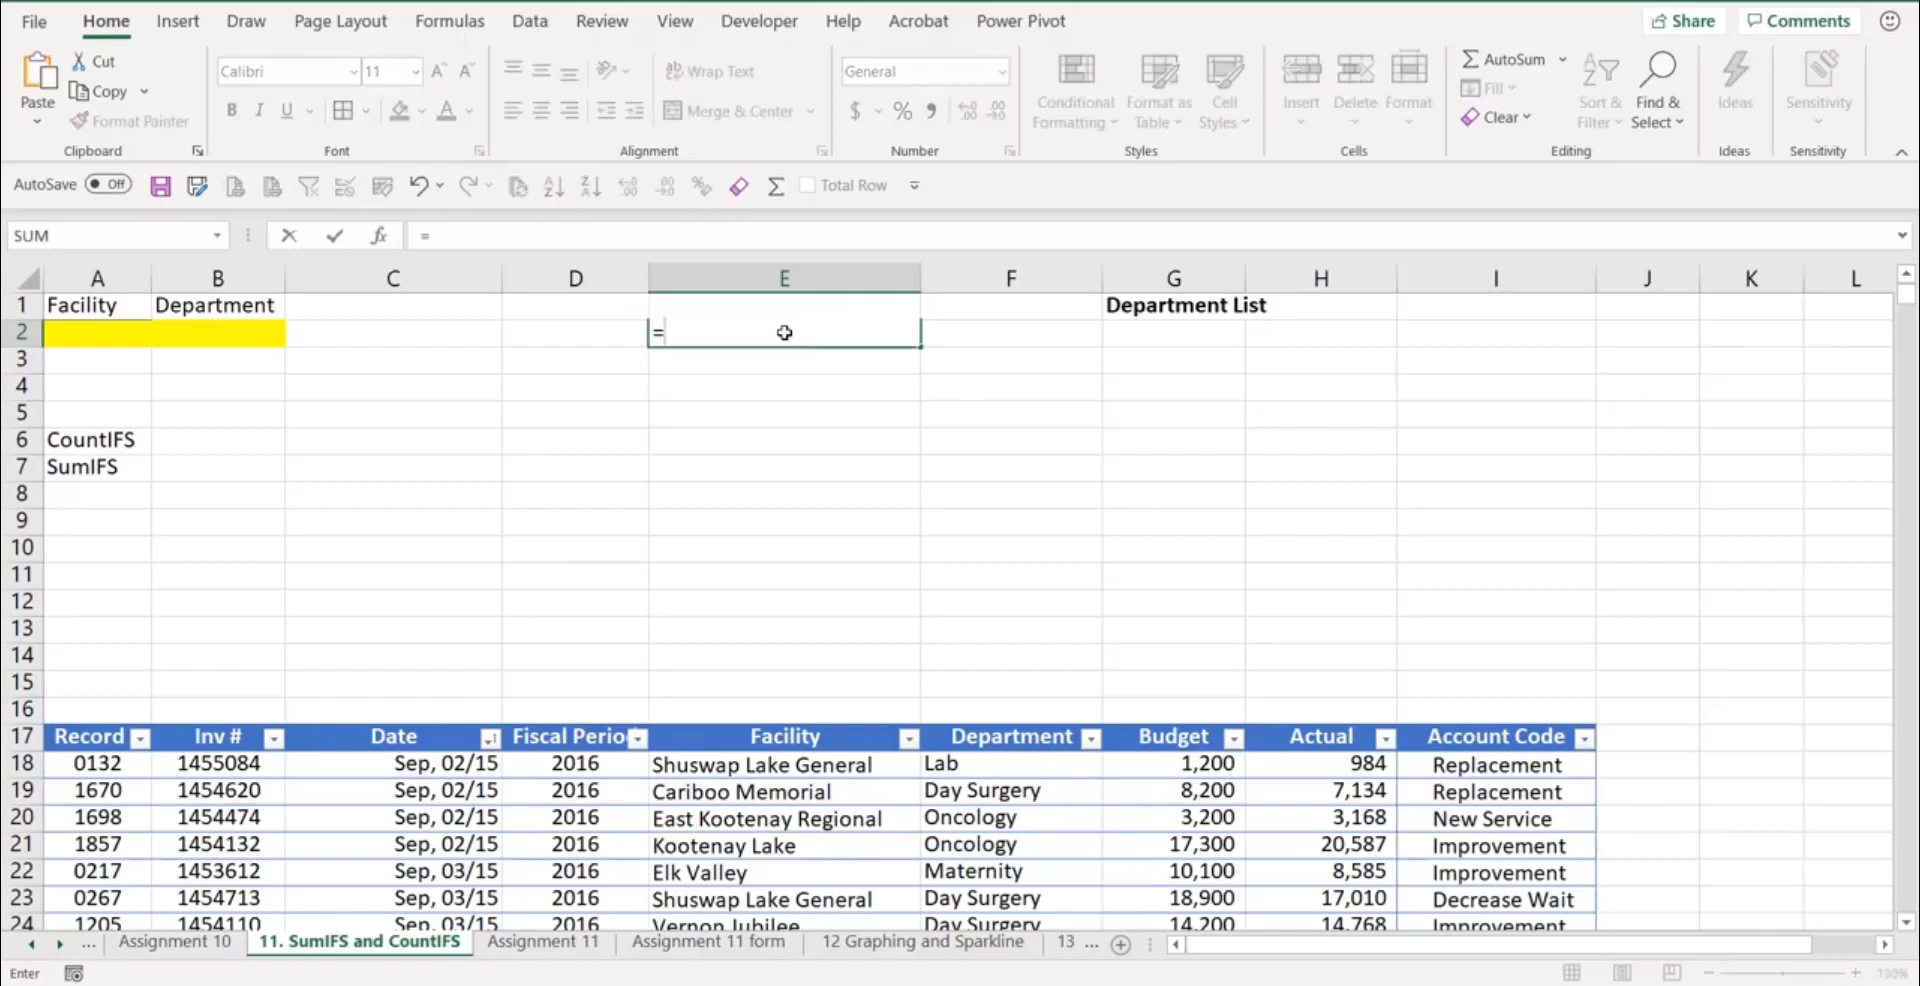 File Home Insert Draw Page Layout Formulas Data Review View Developer Help Acrobat Power Pivot Share Comments
Paste Cut Copy Format Painter Clipboard
Calibri 11 B I U A Font
Wrap Text Merge & Center Alignment
General $ % Number
Conditional Formatting Format as Table Cell Styles Styles
Insert Delete Format Cells
AutoSum Fill Clear Sort & Filter Find & Select Editing
Ideas Ideas
Sensitivity Sensitivity
AutoSave Off Total Row
SUM fx =
A B C D E F G H I J K L
1 Facility Department Department List
2 =
3
4
5
6 CountIFS
7 SumIFS
8
9
10
11
12
13
14
15
16
17 Record Inv # Date Fiscal Perio Facility Department Budget Actual Account Code
18 0132 1455084 Sep, 02/15 2016 Shuswap Lake General Lab 1,200 984 Replacement
19 1670 1454620 Sep, 02/15 2016 Cariboo Memorial Day Surgery 8,200 7,134 Replacement
20 1698 1454474 Sep, 02/15 2016 East Kootenay Regional Oncology 3,200 3,168 New Service
21 1857 1454132 Sep, 02/15 2016 Kootenay Lake Oncology 17,300 20,587 Improvement
22 0217 1453612 Sep, 03/15 2016 Elk Valley Maternity 10,100 8,585 Improvement
23 0267 1454713 Sep, 03/15 2016 Shuswap Lake General Day Surgery 18,900 17,010 Decrease Wait
24 1205 1454110 Sep, 03/15 2016 Vernon Jubilee Day Surgery 14,200 14,768 Improvement
... Assignment 10 11. SumIFS and CountIFS Assignment 11 Assignment 11 form 12 Graphing and Sparkline 13 ...
Enter 130%